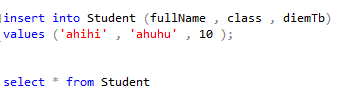 insert into Student (fullName , class , diemTb)
values ('ahihi' , 'ahuhu' , 10 );
select * from Student